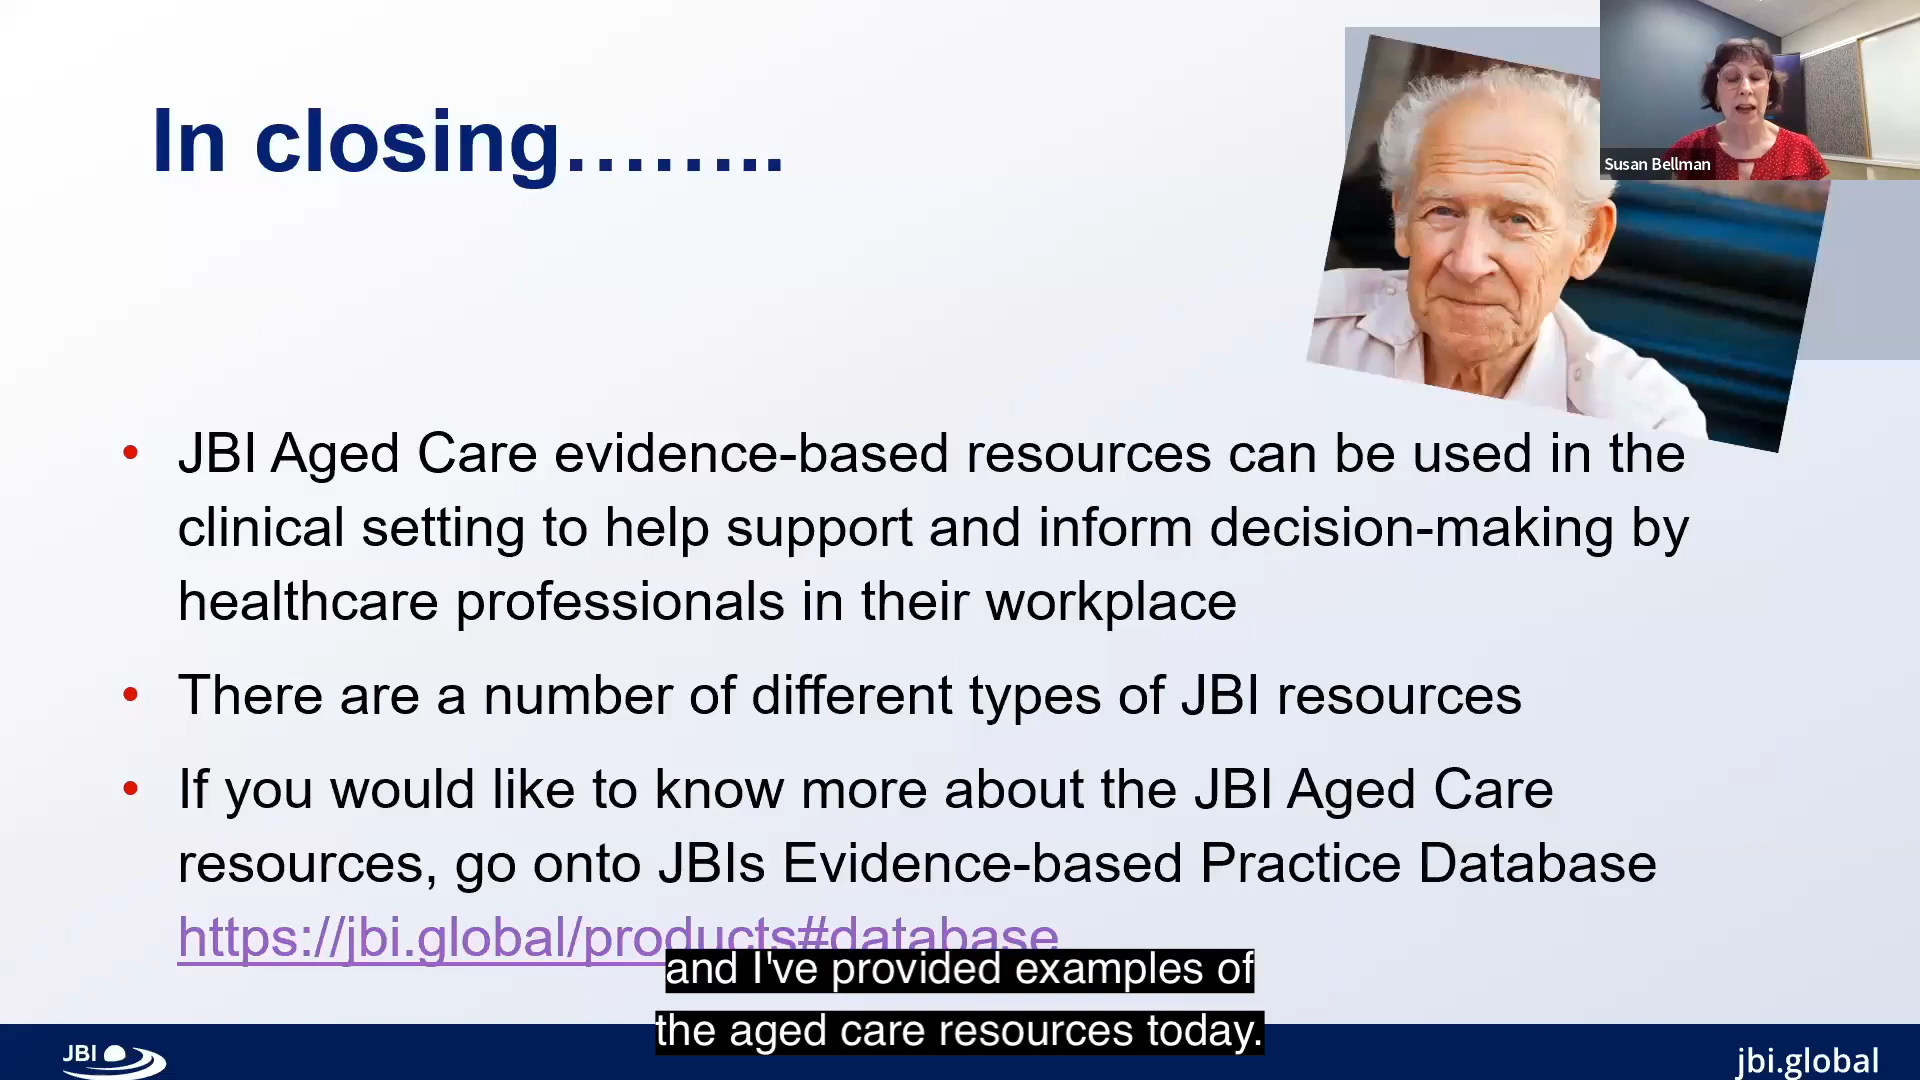 In closing……..
Susan Bellman
• JBI Aged Care evidence-based resources can be used in the
clinical setting to help support and inform decision-making by
healthcare professionals in their workplace
• There are a number of different types of JBI resources
• If you would like to know more about the JBI Aged Care
resources, go onto JBIs Evidence-based Practice Database
https://jbi.global/products#database
and I've provided examples of
the aged care resources today.
JBI
jbi.global